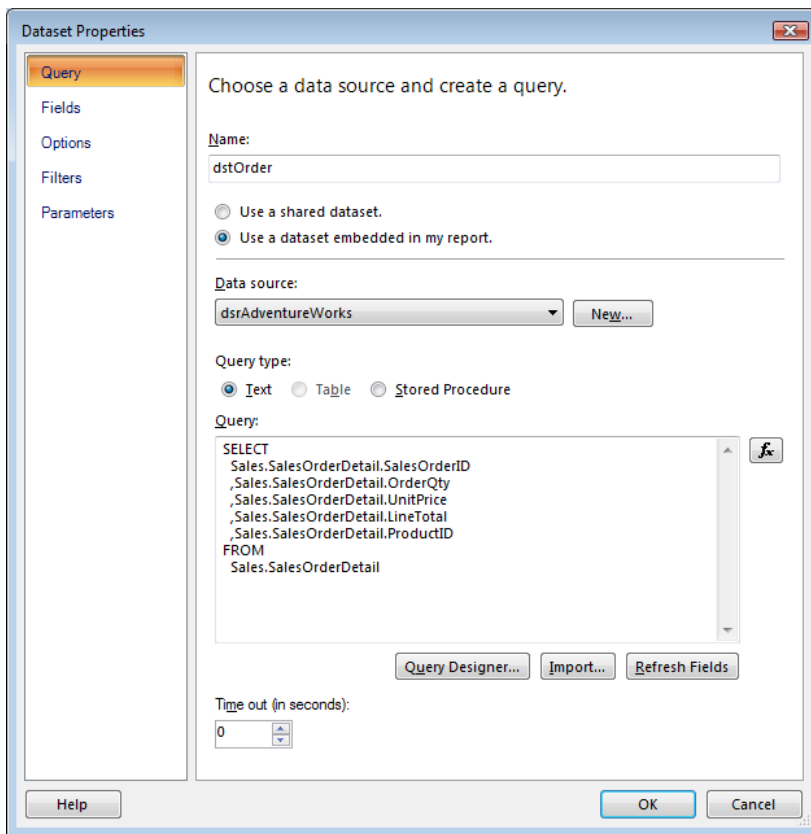 Dataset Properties
Query
Fields
Options
Filters
Parameters
Choose a data source and create a query.
Name:
dstOrder
Use a shared dataset.
Use a dataset embedded in my report.
Data source:
dsrAdventureWorks
New...
Query type:
Text Table Stored Procedure
Query:
SELECT
Sales.SalesOrderDetail.SalesOrderID
,Sales.SalesOrderDetail.OrderQty
,Sales.SalesOrderDetail.UnitPrice
,Sales.SalesOrderDetail.LineTotal
,Sales.SalesOrderDetail.ProductID
FROM
Sales.SalesOrderDetail
fx
Query Designer... Import... Refresh Fields
Time out (in seconds):
0
Help OK Cancel